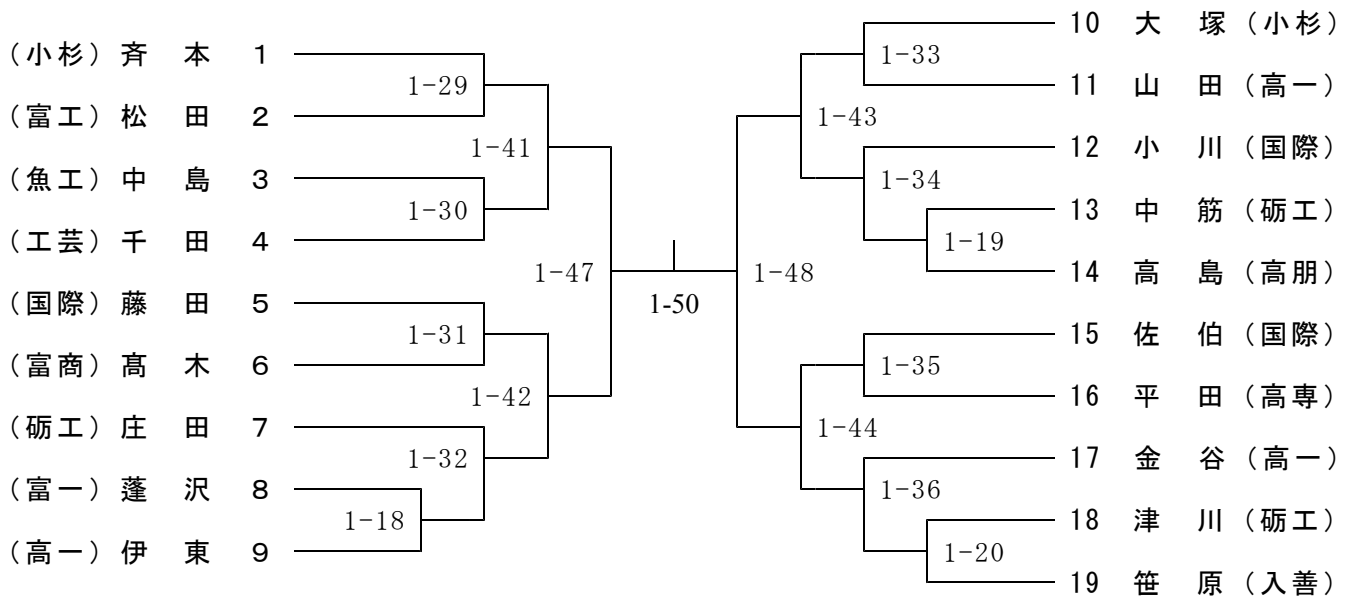 (小杉) 斉 本 1
1-29
(富工) 松 田 2
1-41
(魚工) 中 島 3
1-30
(工芸) 千 田 4
1-47
(国際) 藤 田 5
1-31
(富商) 髙 木 6
1-42
(砺工) 庄 田 7
1-32
(富一) 蓬 沢 8
1-18
(高一) 伊 東 9
1-50
10 大 塚 (小杉)
1-33
11 山 田 (高一)
1-43
12 小 川 (国際)
1-34
13 中 筋 (砺工)
1-19
14 高 島 (高朋)
1-48
15 佐 伯 (国際)
1-35
16 平 田 (高専)
1-44
17 金 谷 (高一)
1-36
18 津 川 (砺工)
1-20
19 笹 原 (入善)